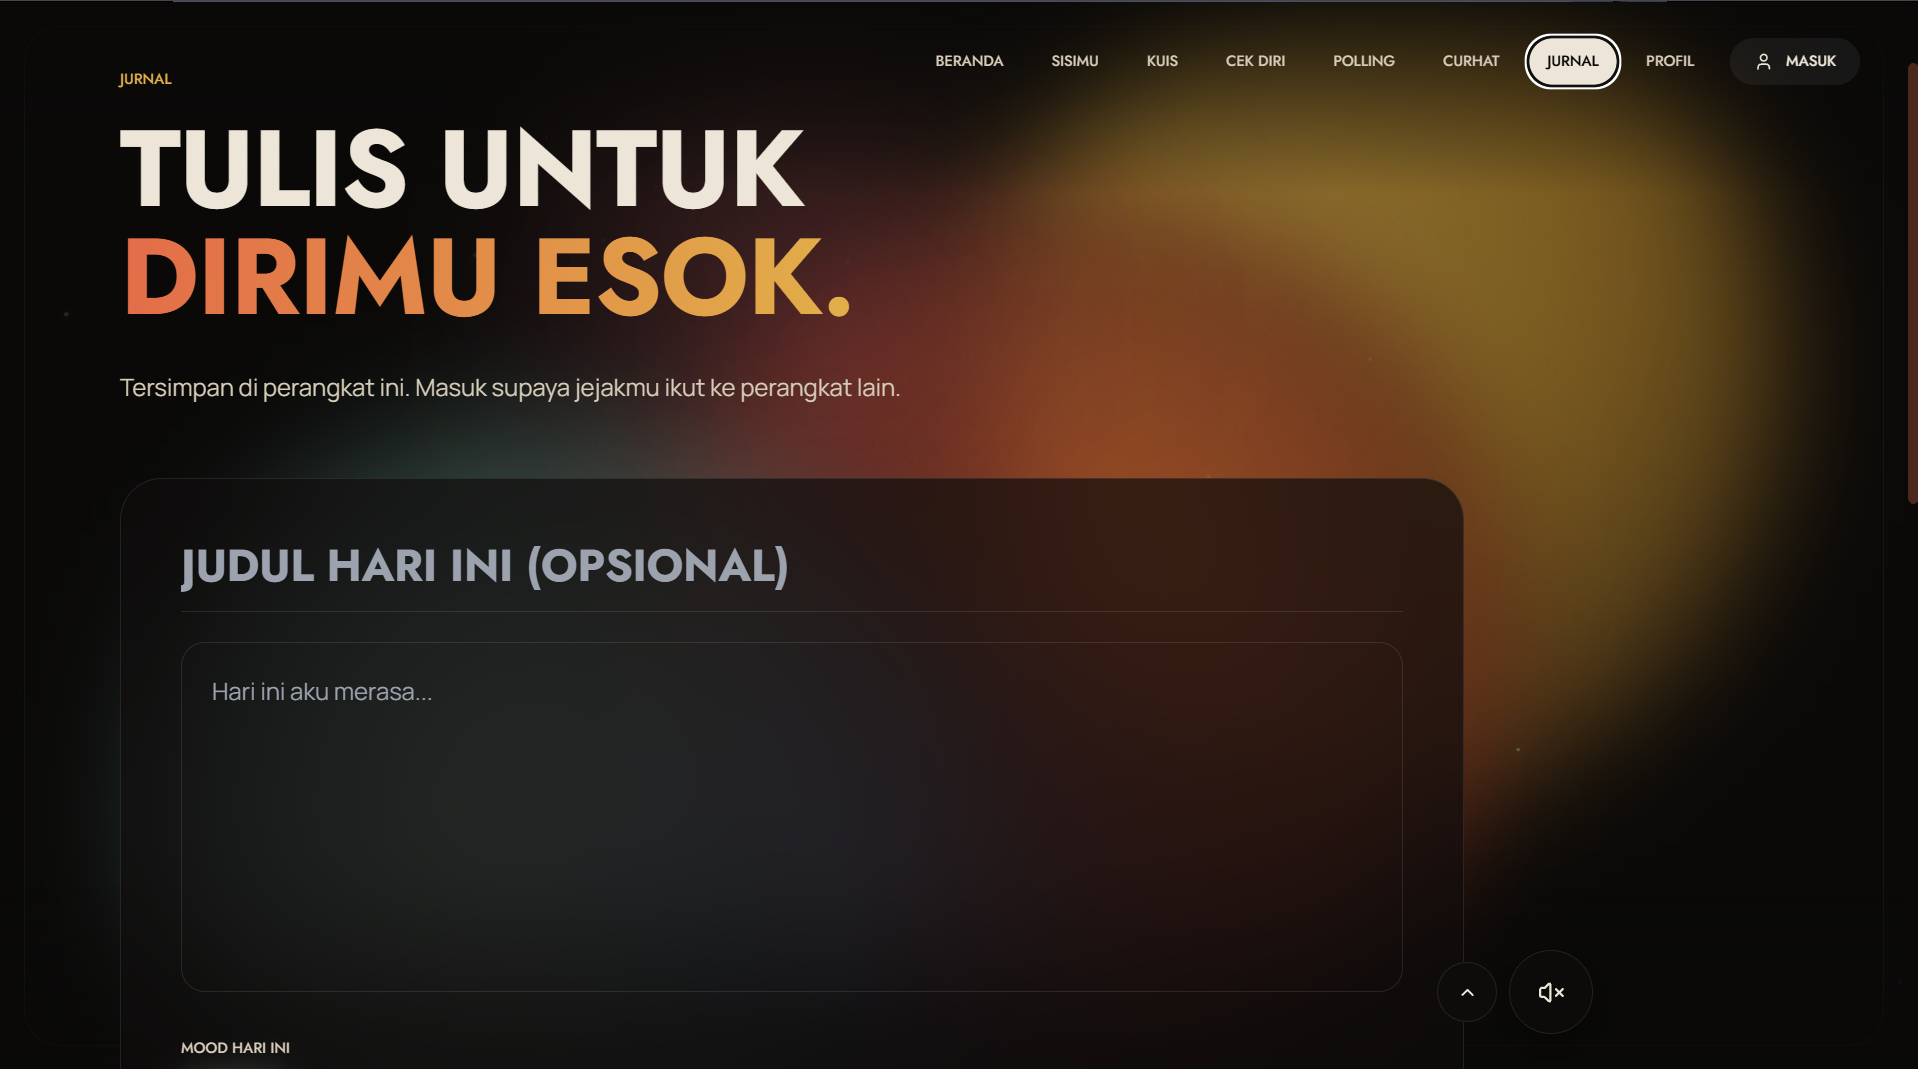 BERANDA SISIMU KUIS CEK DIRI POLLING CURHAT JURNAL PROFIL MASUK
JURNAL
TULIS UNTUK
DIRIMU ESOK.
Tersimpan di perangkat ini. Masuk supaya jejakmu ikut ke perangkat lain.
JUDUL HARI INI (OPSIONAL)
Hari ini aku merasa...
MOOD HARI INI